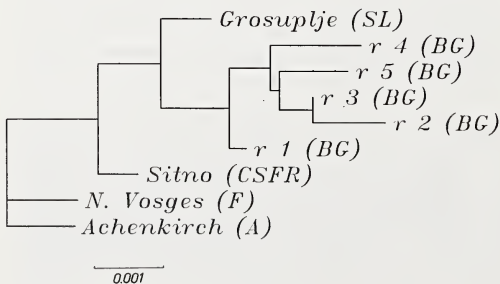 Grosuplje (SL)
r 4 (BG)
r 5 (BG)
r 3 (BG)
r 2 (BG)
r 1 (BG)
Sitno (CSFR)
N. Vosges (F)
Achenkirch (A)
0.001